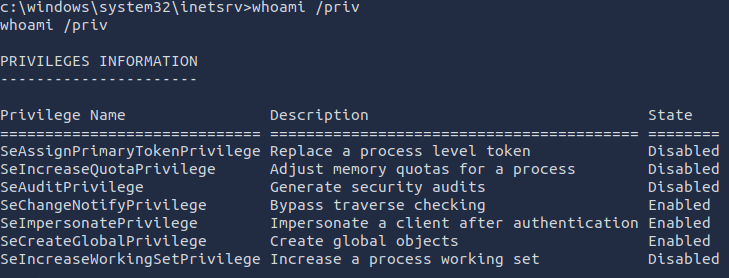 c:\windows\system32\inetsrv>whoami /priv
whoami /priv
PRIVILEGES INFORMATION
----------------------
Privilege Name                Description                               State
============================= ========================================= ========
SeAssignPrimaryTokenPrivilege Replace a process level token             Disabled
SeIncreaseQuotaPrivilege      Adjust memory quotas for a process        Disabled
SeAuditPrivilege              Generate security audits                  Disabled
SeChangeNotifyPrivilege       Bypass traverse checking                  Enabled
SeImpersonatePrivilege        Impersonate a client after authentication Enabled
SeCreateGlobalPrivilege       Create global objects                     Enabled
SeIncreaseWorkingSetPrivilege Increase a process working set            Disabled